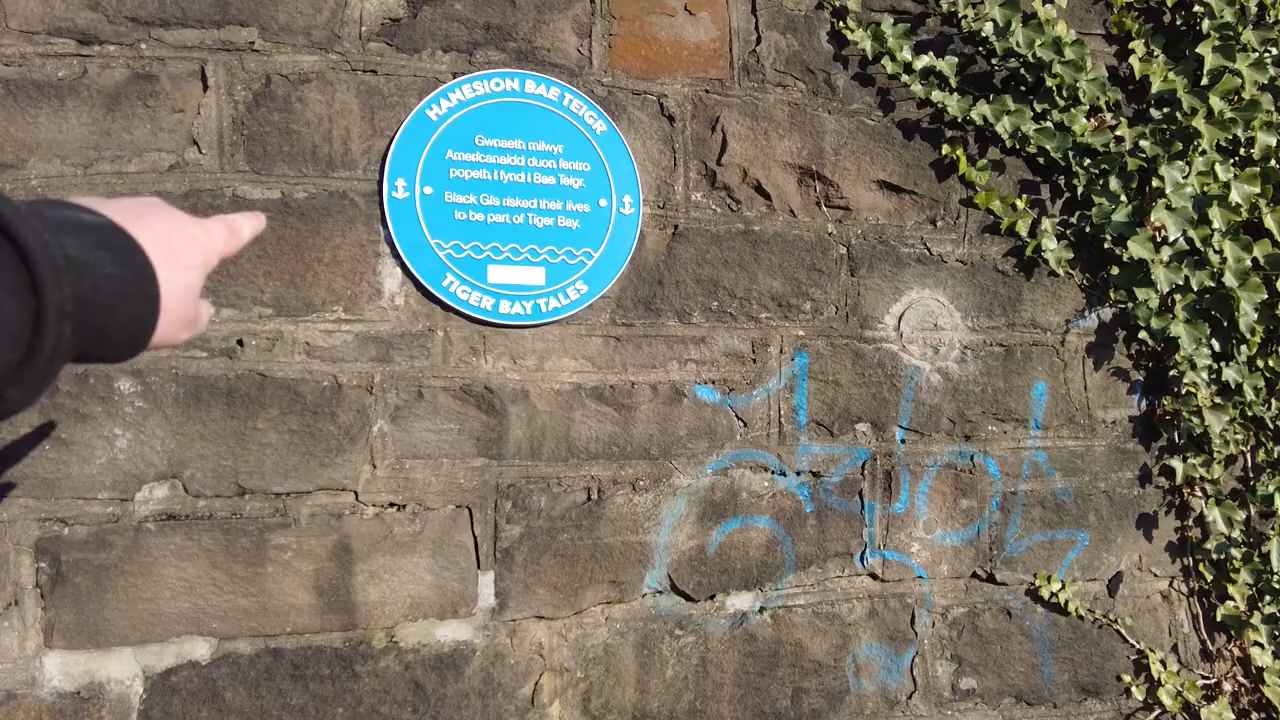 HANESION BAE TEIGR
Gwnaeth milwyr
Americanaidd duon fentro
popeth i fynd i Bae Teigr.
Black GIs risked their lives
to be part of Tiger Bay.
TIGER BAY TALES